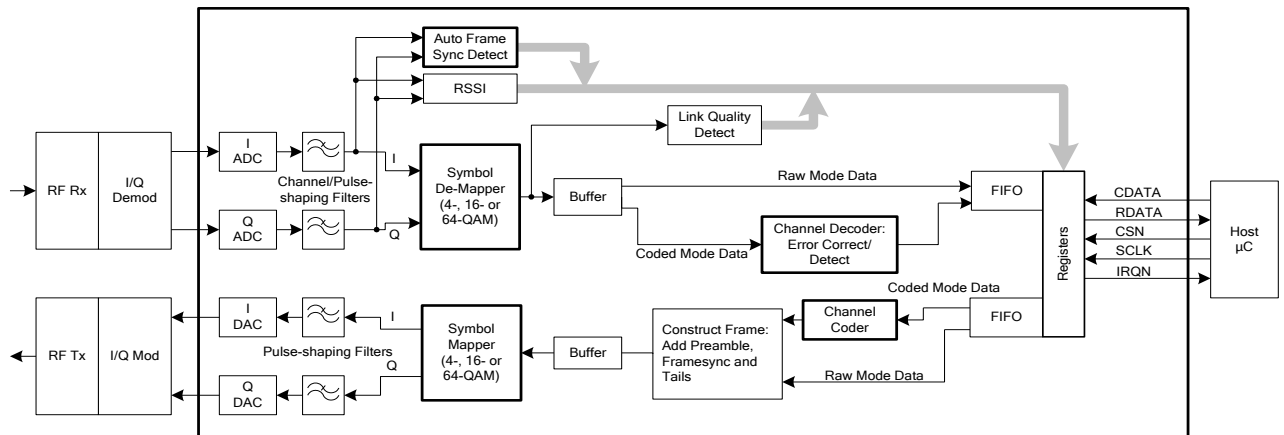 Auto Frame
Sync Detect
RSSI
Link Quality
Detect
RF Rx
I/Q
Demod
I
ADC
Q
ADC
Channel/Pulse-
shaping Filters
I
Q
Symbol
De-Mapper
(4-, 16- or
64-QAM)
Buffer
Raw Mode Data
Coded Mode Data
Channel Decoder:
Error Correct/
Detect
FIFO
Registers
CDATA
RDATA
CSN
SCLK
IRQN
Host
µC
RF Tx
I/Q Mod
I
DAC
Q
DAC
Pulse-shaping Filters
I
Q
Symbol
Mapper
(4-, 16- or
64-QAM)
Buffer
Construct Frame:
Add Preamble,
Framesync and
Tails
Channel
Coder
Coded Mode Data
FIFO
Raw Mode Data